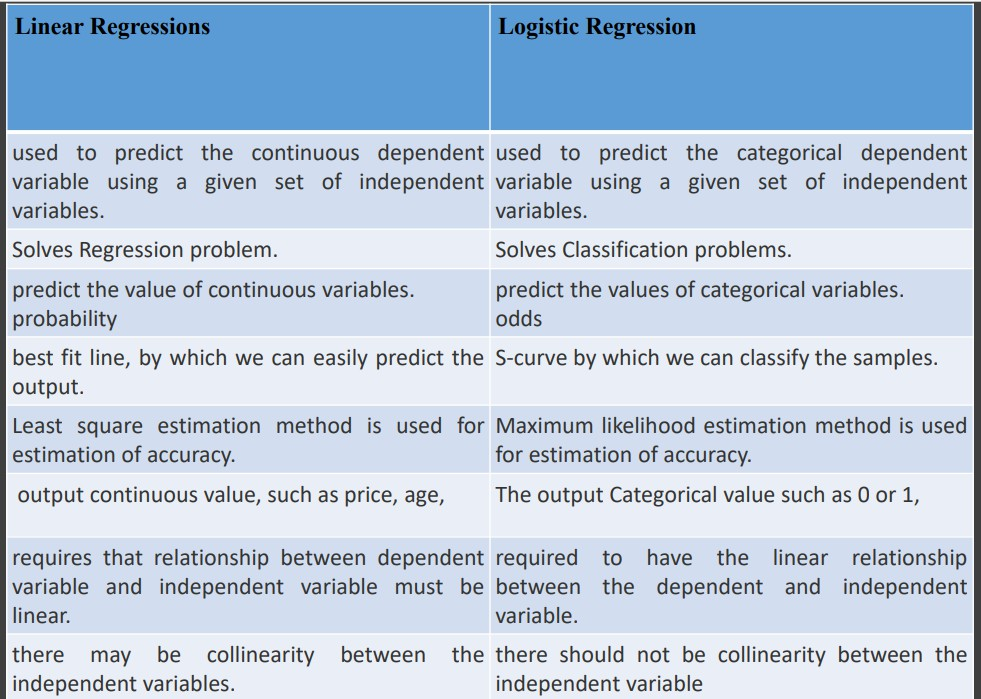 Linear Regressions
Logistic Regression
used to predict the continuous dependent
variable using a given set of independent
variables.
used to predict the categorical dependent
variable using a given set of independent
variables.
Solves Regression problem.
Solves Classification problems.
predict the value of continuous variables.
probability
predict the values of categorical variables.
odds
best fit line, by which we can easily predict the
output.
S-curve by which we can classify the samples.
Least square estimation method is used for
estimation of accuracy.
Maximum likelihood estimation method is used
for estimation of accuracy.
output continuous value, such as price, age,
The output Categorical value such as 0 or 1,
requires that relationship between dependent
variable and independent variable must be
linear.
required to have the linear relationship
between the dependent and independent
variable.
there may be collinearity between the
independent variables.
there should not be collinearity between the
independent variable